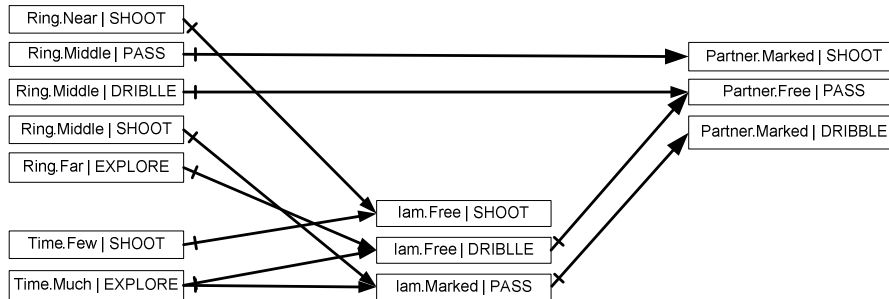 Ring.Near | SHOOT
Ring.Middle | PASS
Ring.Middle | DRIBLLE
Ring.Middle | SHOOT
Ring.Far | EXPLORE
Time.Few | SHOOT
Time.Much | EXPLORE
Iam.Free | SHOOT
Iam.Free | DRIBLLE
Iam.Marked | PASS
Partner.Marked | SHOOT
Partner.Free | PASS
Partner.Marked | DRIBBLE